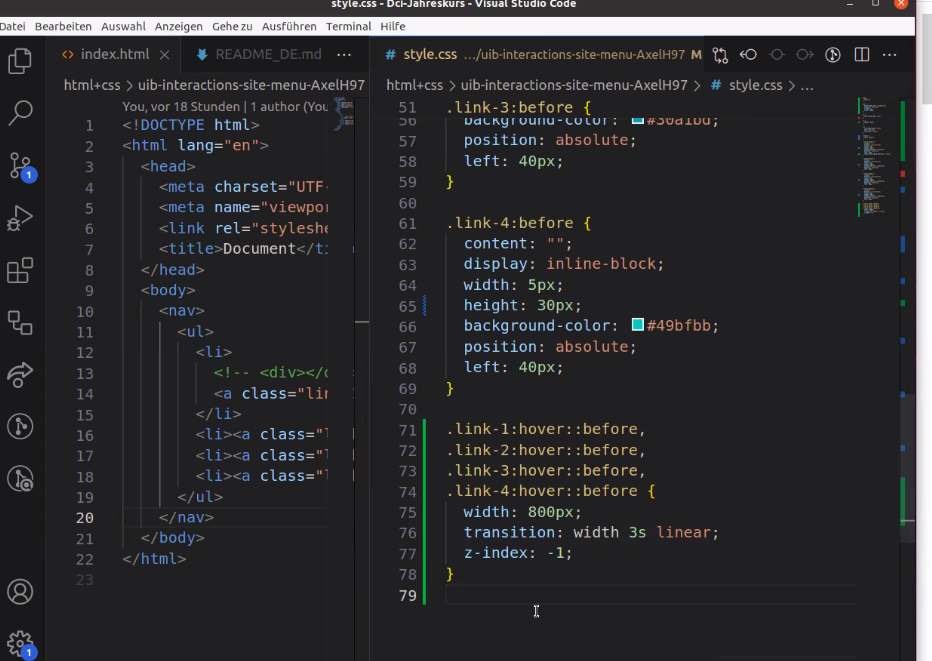 style.css - Dci-Jahreskurs - Visual Studio Code
Datei Bearbeiten Auswahl Anzeigen Gehe zu Ausführen Terminal Hilfe
index.html
README_DE.md
html+css > uib-interactions-site-menu-AxelH97
You, vor 18 Stunden | 1 author (You
1 <!DOCTYPE html>
2 <html lang="en">
3 <head>
4 <meta charset="UTF-
5 <meta name="viewpor
6 <link rel="styleshe
7 <title>Document</ti
8 </head>
9 <body>
10 <nav>
11 <ul>
12 <li>
13 <!-- <div></d
14 <a class="lin
15 </li>
16 <li><a class="l
17 <li><a class="l
18 <li><a class="l
19 </ul>
20 </nav>
21 </body>
22 </html>
23
# style.css .../uib-interactions-site-menu-AxelH97 M
html+css > uib-interactions-site-menu-AxelH97 > # style.css > ...
51 .link-3:before {
56 background-color: #30a1bd;
57 position: absolute;
58 left: 40px;
59 }
60
61 .link-4:before {
62 content: "";
63 display: inline-block;
64 width: 5px;
65 height: 30px;
66 background-color: #49bfbb;
67 position: absolute;
68 left: 40px;
69 }
70
71 .link-1:hover::before,
72 .link-2:hover::before,
73 .link-3:hover::before,
74 .link-4:hover::before {
75 width: 800px;
76 transition: width 3s linear;
77 z-index: -1;
78 }
79
1
1